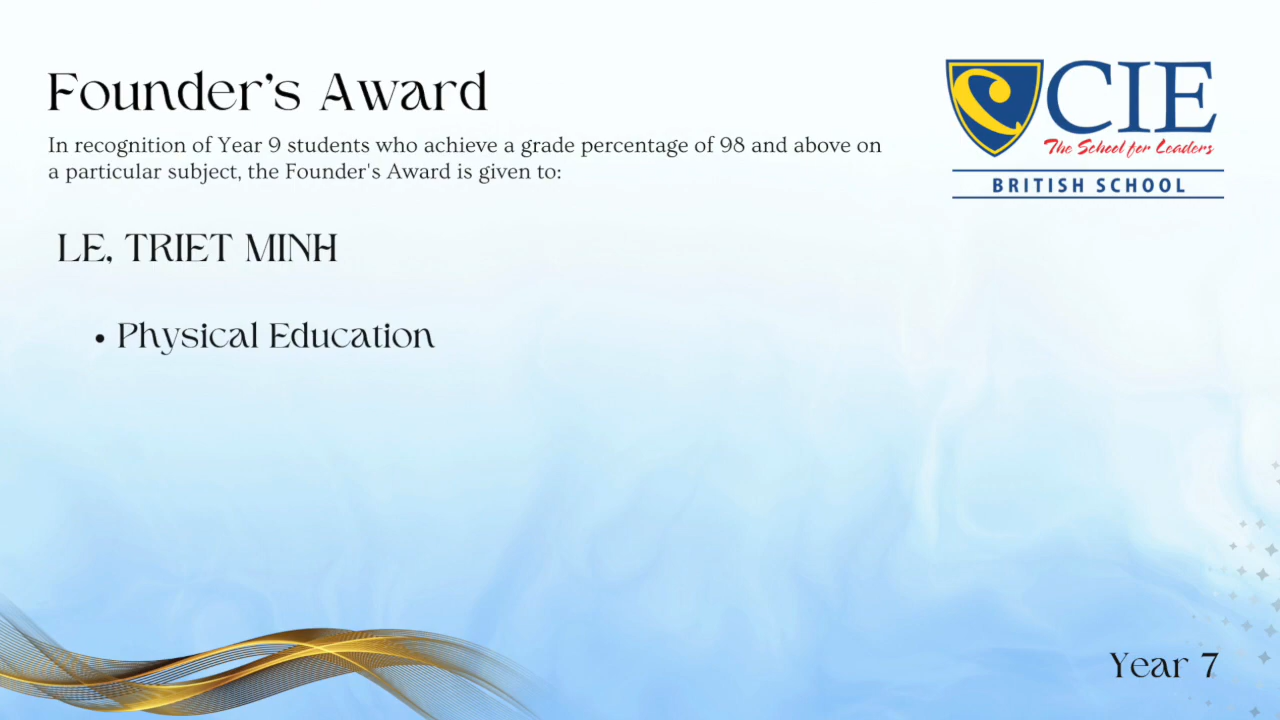 Founder's Award
In recognition of Year 9 students who achieve a grade percentage of 98 and above on
a particular subject, the Founder's Award is given to:
CIE
The School for Leaders
BRITISH SCHOOL
LE, TRIET MINH
• Physical Education
Year 7